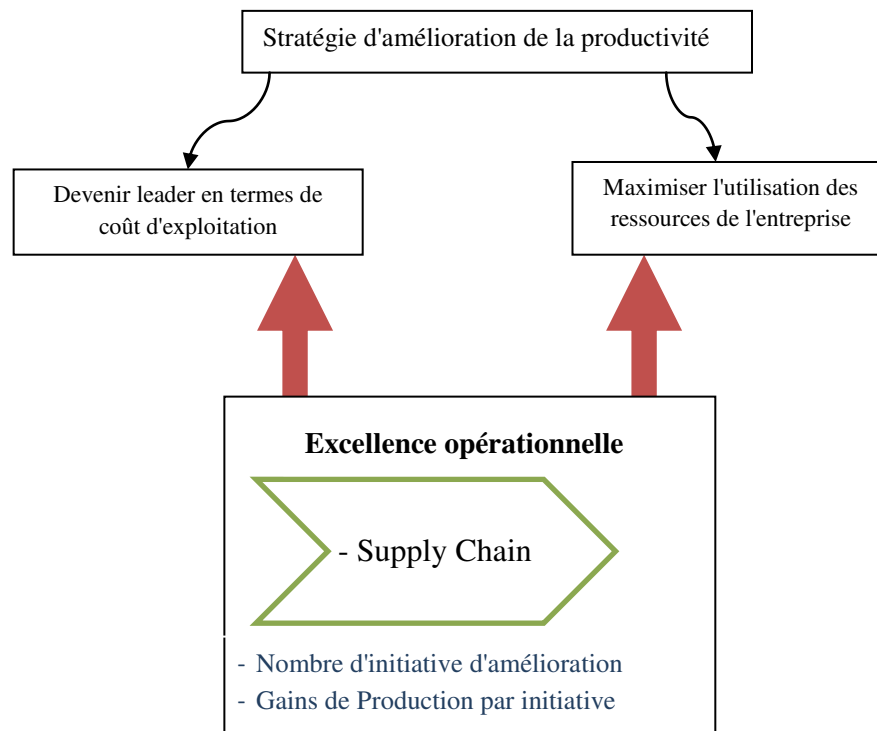 Stratégie d'amélioration de la productivité
Devenir leader en termes de
coût d'exploitation
Maximiser l'utilisation des
ressources de l'entreprise
Excellence opérationnelle
- Supply Chain
- Nombre d'initiative d'amélioration
- Gains de Production par initiative